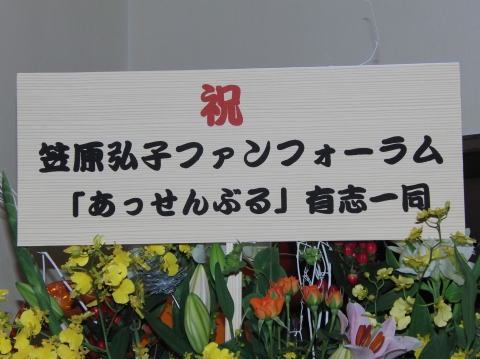 祝
笠原弘子ファンフォーラム
「あっせんぶる」有志一同